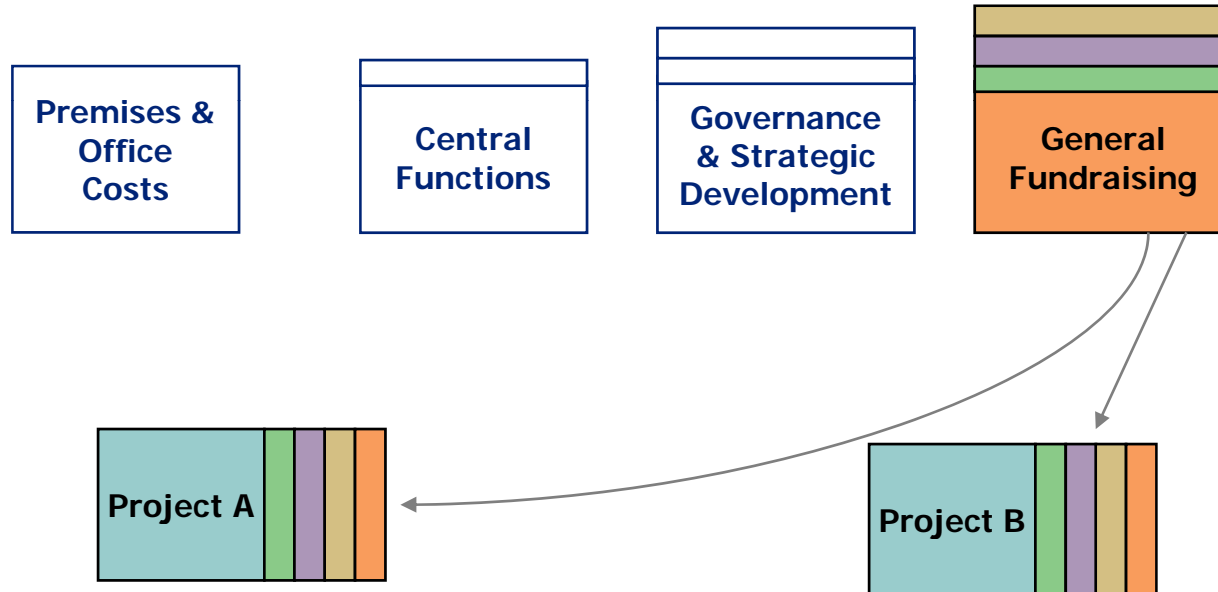 Premises &
Office
Costs
Central
Functions
Governance
& Strategic
Development
General
Fundraising
Project A
Project B